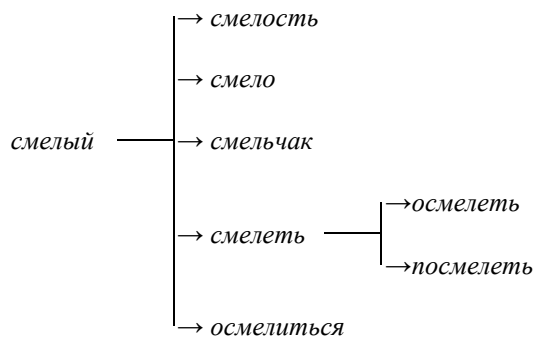 → смелость
→ смело
смелый → смельчак
→осмелеть
→ смелеть
→посмелеть
→ осмелиться